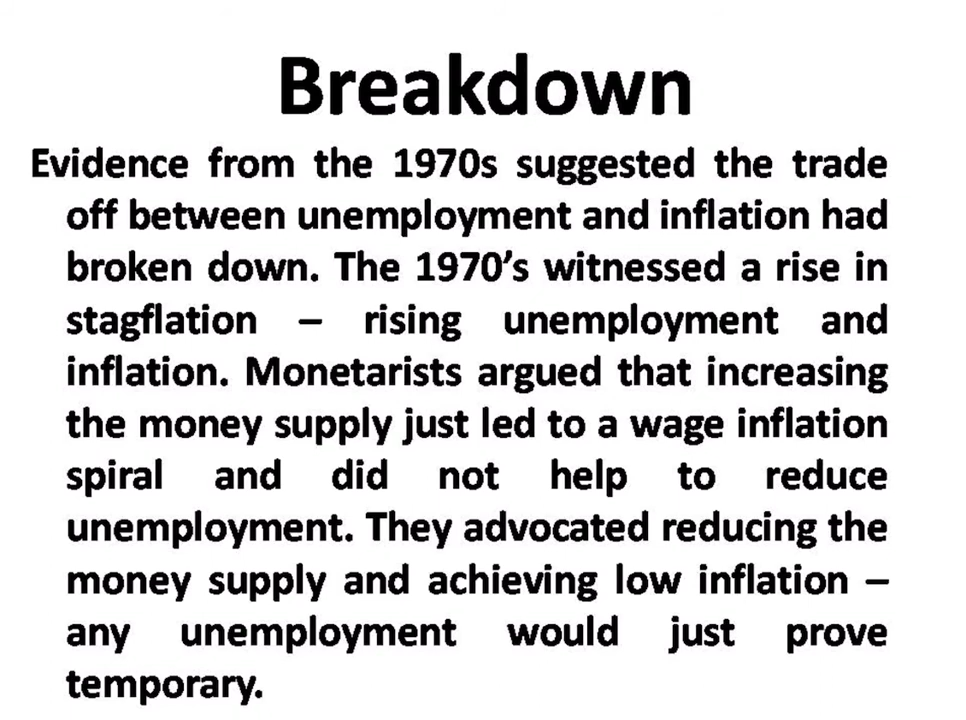 Breakdown
Evidence from the 1970s suggested the trade
off between unemployment and inflation had
broken down. The 1970’s witnessed a rise in
stagflation – rising unemployment and
inflation. Monetarists argued that increasing
the money supply just led to a wage inflation
spiral and did not help to reduce
unemployment. They advocated reducing the
money supply and achieving low inflation –
any unemployment would just prove
temporary.